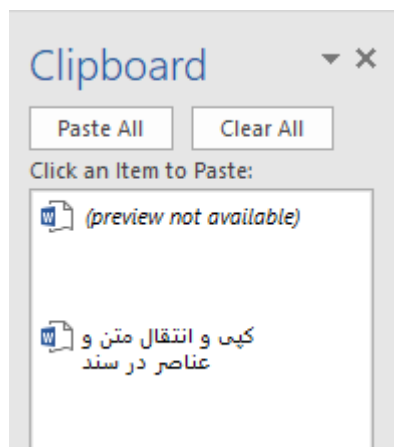 Clipboard
Paste All
Clear All
Click an Item to Paste:
(preview not available)
کپی و انتقال متن و
عناصر در سند